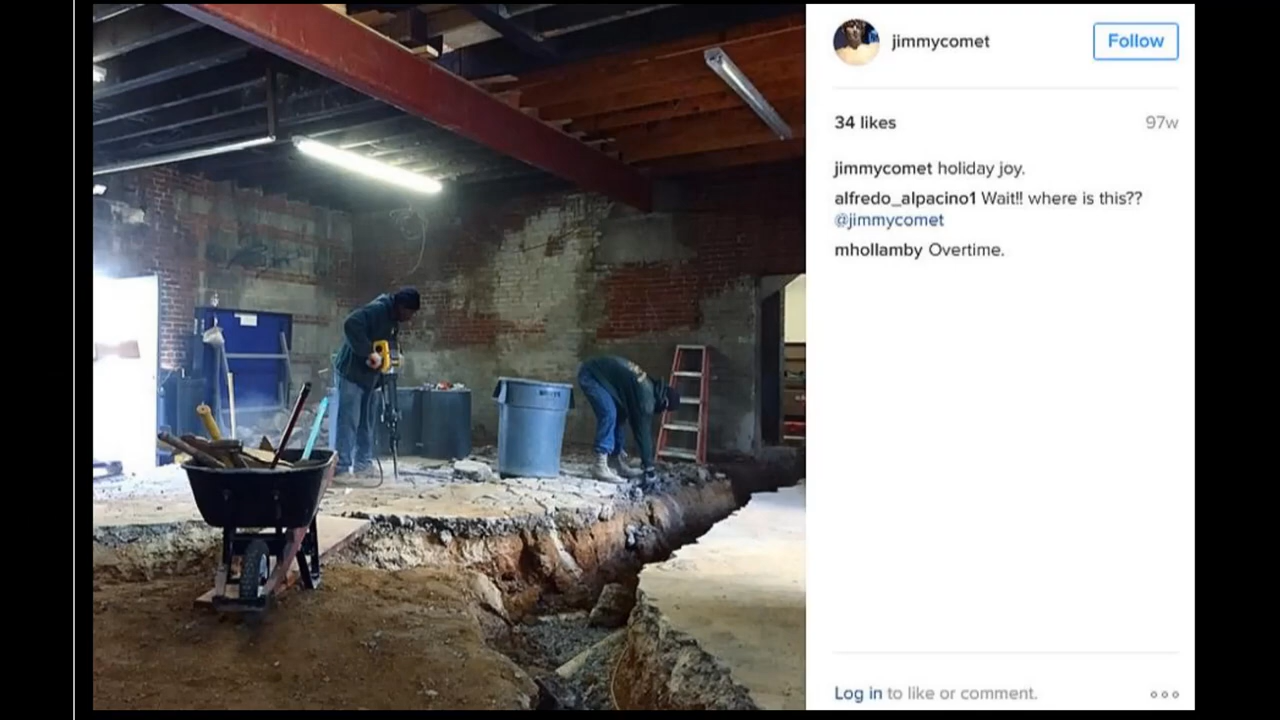 jimmycomet
Follow
34 likes
97w
jimmycomet holiday joy.
alfredo_alpacino1 Wait!! where is this??
@jimmycomet
mhollamby Overtime.
Log in to like or comment.